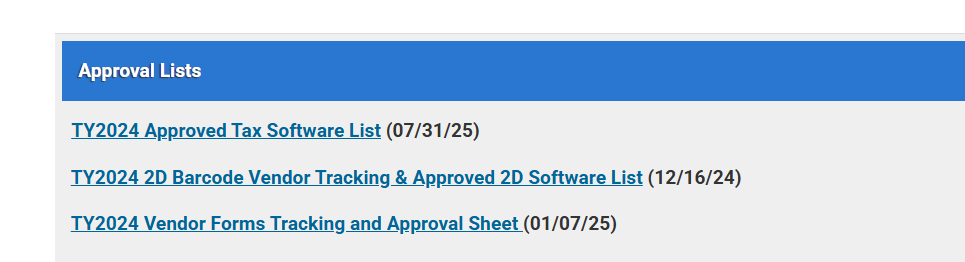 Approval Lists
TY2024 Approved Tax Software List (07/31/25)
TY2024 2D Barcode Vendor Tracking & Approved 2D Software List (12/16/24)
TY2024 Vendor Forms Tracking and Approval Sheet (01/07/25)